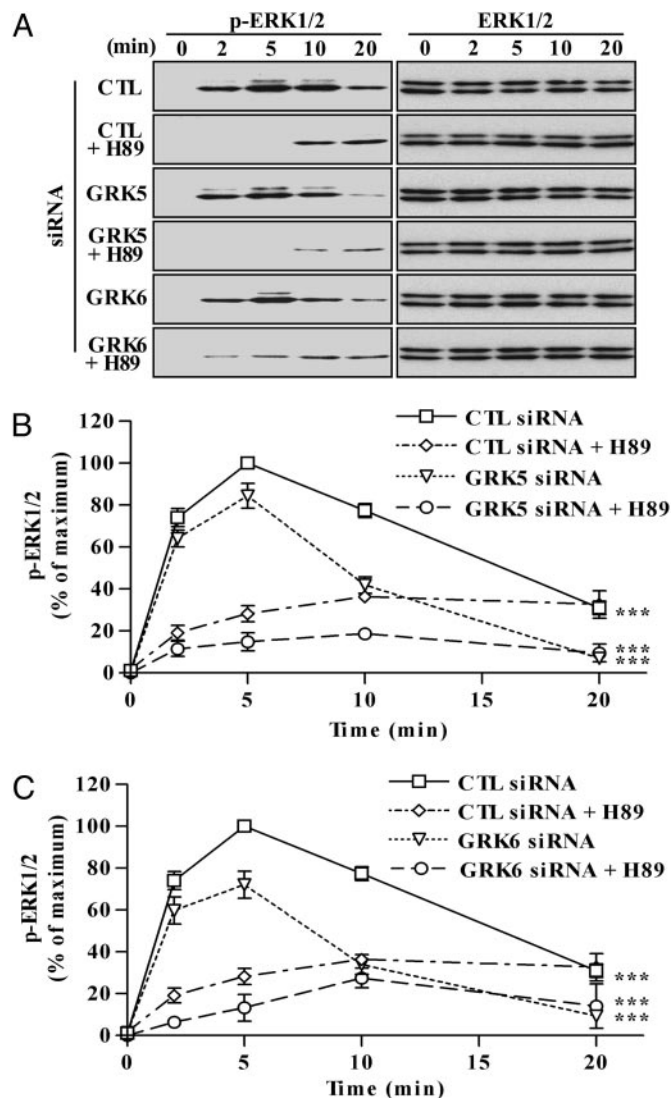 A
p-ERK1/2 ERK1/2
(min) 0 2 5 10 20 0 2 5 10 20
siRNA
CTL
CTL
+ H89
GRK5
GRK5
+ H89
GRK6
GRK6
+ H89
B
p-ERK1/2
(% of maximum)
120
100
80
60
40
20
0
CTL siRNA
CTL siRNA + H89
GRK5 siRNA
GRK5 siRNA + H89
***
***
***
0 5 10 15 20
Time (min)
C
p-ERK1/2
(% of maximum)
120
100
80
60
40
20
0
CTL siRNA
CTL siRNA + H89
GRK6 siRNA
GRK6 siRNA + H89
***
***
***
0 5 10 15 20
Time (min)